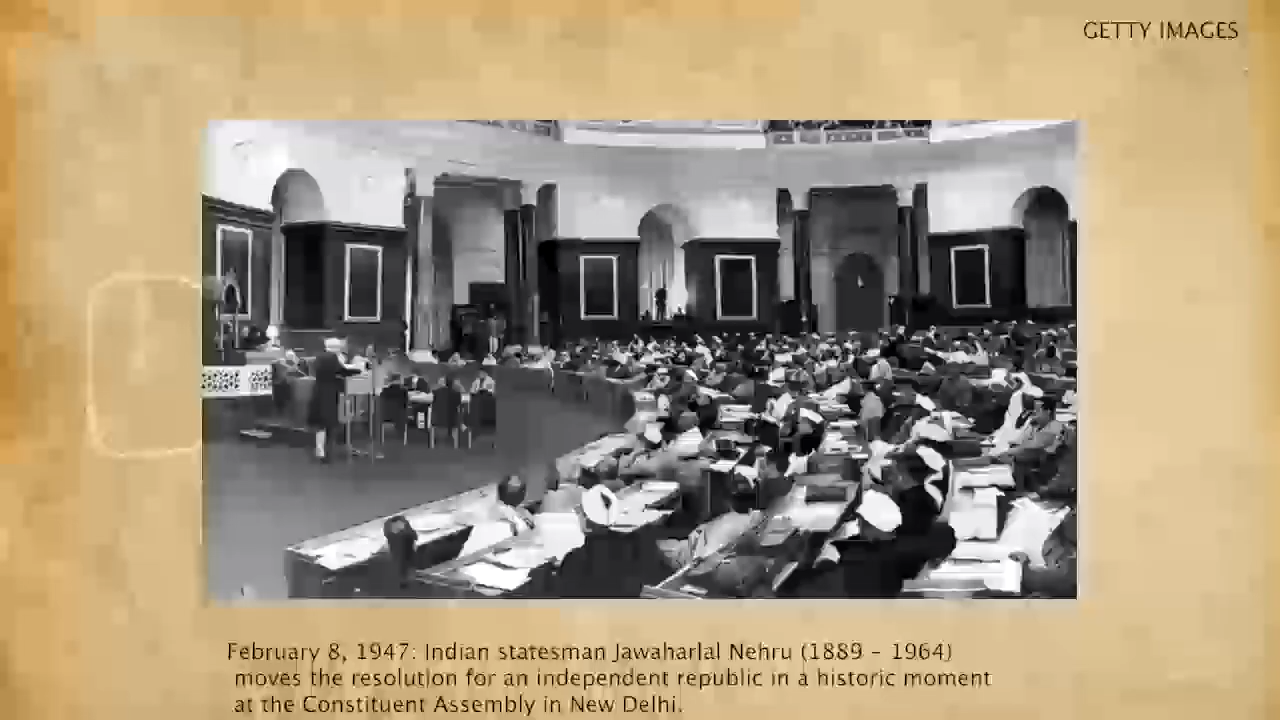 GETTY IMAGES
February 8, 1947: Indian statesman Jawaharlal Nehru (1889 - 1964)
moves the resolution for an independent republic in a historic moment
at the Constituent Assembly in New Delhi.